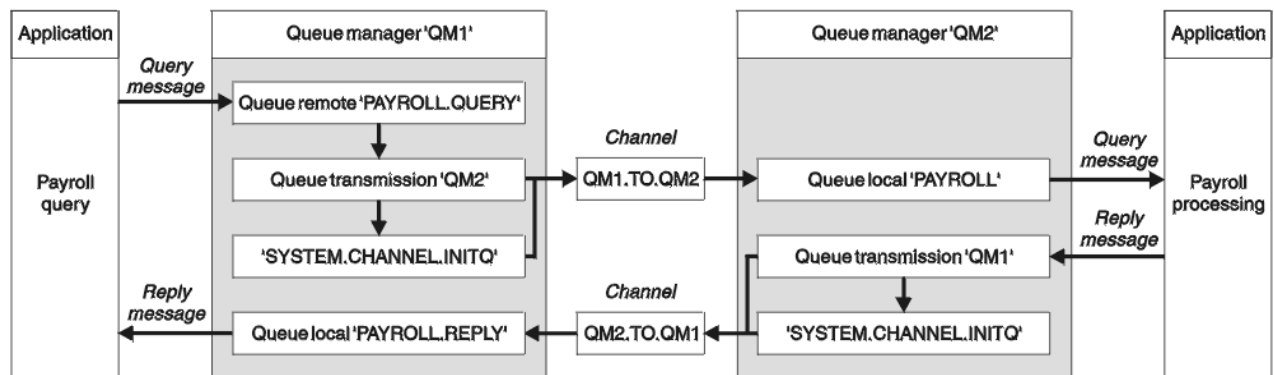 Application
Queue manager 'QM1'
Queue manager 'QM2'
Application
Query
message
Queue remote 'PAYROLL.QUERY'
Channel
Query
message
Payroll
query
Queue transmission 'QM2'
QM1.TO.QM2
Queue local 'PAYROLL'
Payroll
processing
Reply
message
'SYSTEM.CHANNEL.INITQ'
Queue transmission 'QM1'
Reply
message
Channel
Queue local 'PAYROLL.REPLY'
QM2.TO.QM1
'SYSTEM.CHANNEL.INITQ'